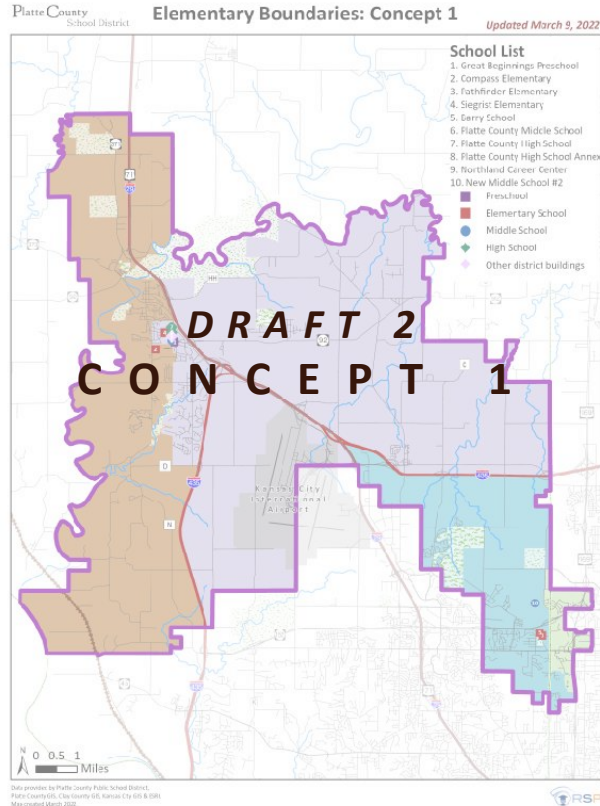 Platte County
School District
Elementary Boundaries: Concept 1
Updated March 9, 2022
School List
1. Great Beginnings Preschool
2. Compass Elementary
3. Pathfinder Elementary
4. Siegrist Elementary
5. Barry School
6. Platte County Middle School
7. Platte County High School
8. Platte County High School Annex
9. Northland Career Center
10. New Middle School #2
Preschool
Elementary School
Middle School
High School
Other district buildings
71
HH
DRAFT 2
CONCEPT 1
C
D
Kansas City
International
Airport
N
N
0 0.5 1
Miles
Data provided by Platte County Public School District,
Platte County GIS, Clay County GIS, Kansas City GIS & ESRI.
Map created March 2022
RSP